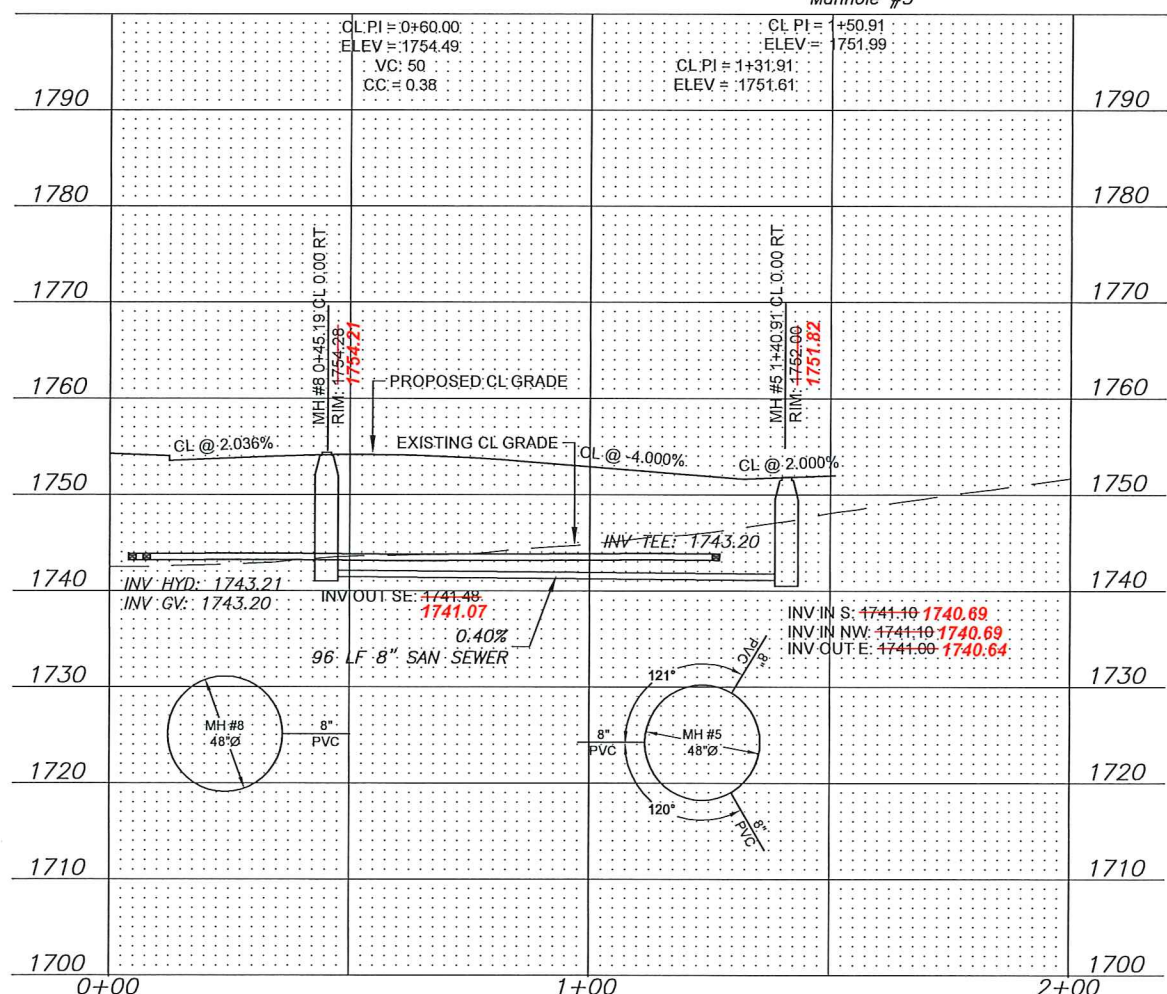 Manhole #5
CL PI = 0+60.00
ELEV = 1754.49
VC: 50
CC = 0.38
CL PI = 1+50.91
ELEV = 1751.99
CL PI = 1+31.91
ELEV = 1751.61
1790 1790
1780 1780
1770 1770
MH #8 0+45.19 CL 0.00 RT
RIM: 1754.28
1754.21
MH #5 1+40.91 CL 0.00 RT
RIM: 1752.00
1751.82
1760 1760
PROPOSED CL GRADE
EXISTING CL GRADE
CL @ 2.036%
CL @ -4.000%
CL @ 2.000%
1750 1750
INV TEE: 1743.20
1740 1740
INV HYD: 1743.21
INV GV: 1743.20
INV OUT SE: 1741.48
1741.07
0.40%
96 LF 8" SAN SEWER
INV IN S: 1741.10 1740.69
INV IN NW: 1741.10 1740.69
INV OUT E: 1741.00 1740.64
1730 1730
MH #8
48"Ø
8"
PVC
8"
PVC
121°
MH #5
48"Ø
8"
PVC
120°
8"
PVC
1720 1720
1710 1710
1700 1700
0+00 1+00 2+00